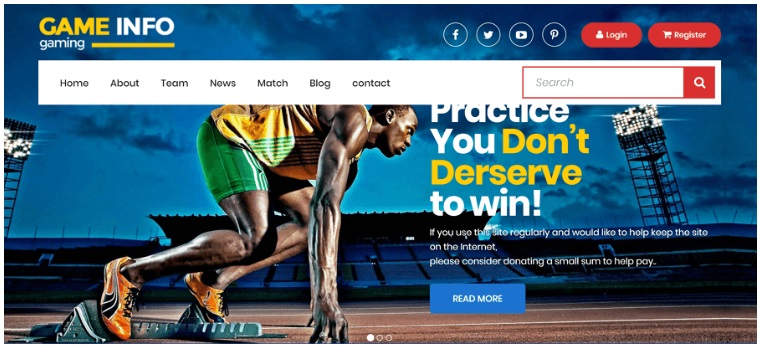 GAME INFO
gaming
Login
Register
Home About Team News Match Blog contact
Search
Practice
You Don't
Derserve
to win!
If you use this site regularly and would like to help keep the site
on the Internet,
please consider donating a small sum to help pay..
READ MORE